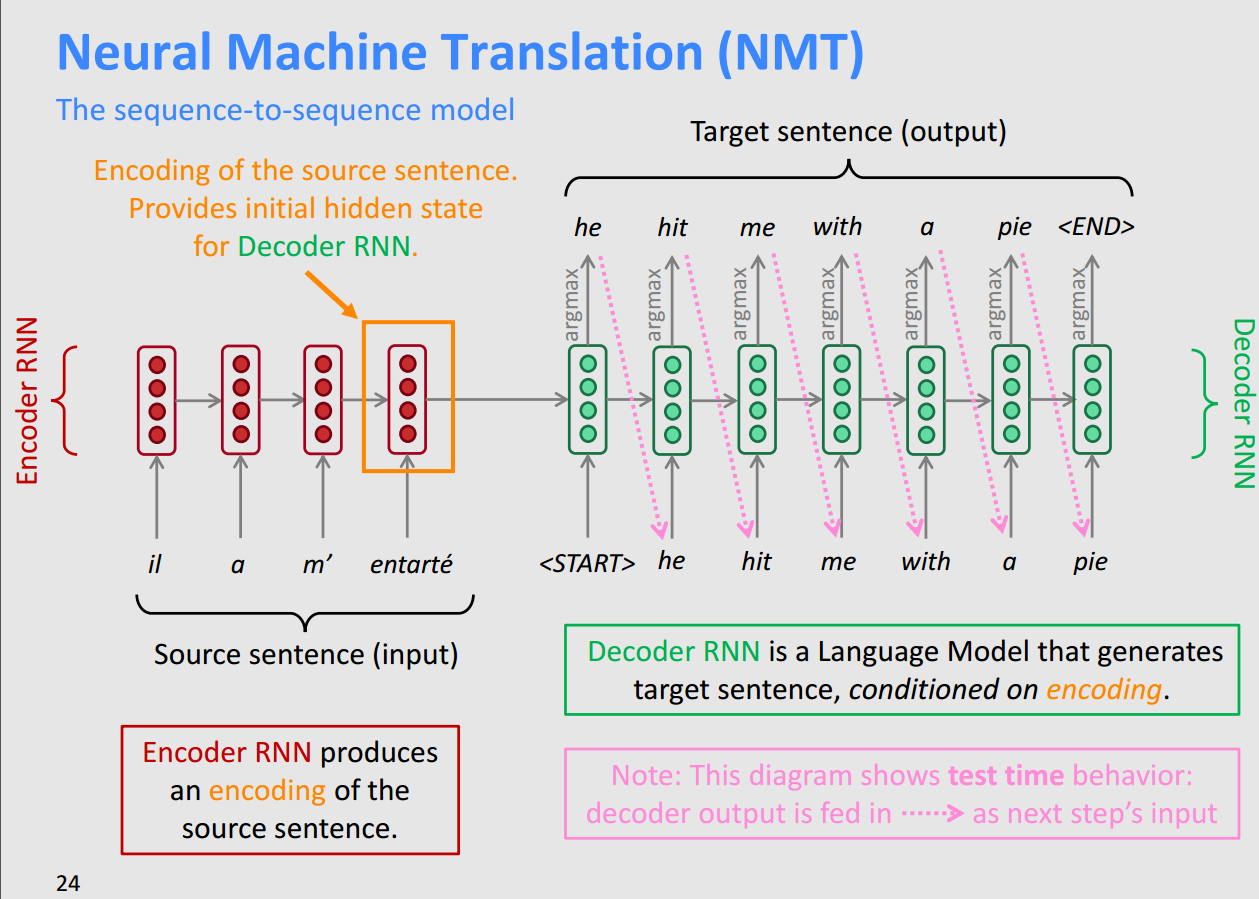 Neural Machine Translation (NMT)
The sequence-to-sequence model
Target sentence (output)
Encoding of the source sentence.
Provides initial hidden state
for Decoder RNN.
he hit me with a pie <END>
argmax argmax argmax argmax argmax argmax argmax
Encoder RNN
Decoder RNN
il a m’ entarté
<START> he hit me with a pie
Source sentence (input)
Decoder RNN is a Language Model that generates
target sentence, conditioned on encoding.
Encoder RNN produces
an encoding of the
source sentence.
Note: This diagram shows test time behavior:
decoder output is fed in as next step’s input
24